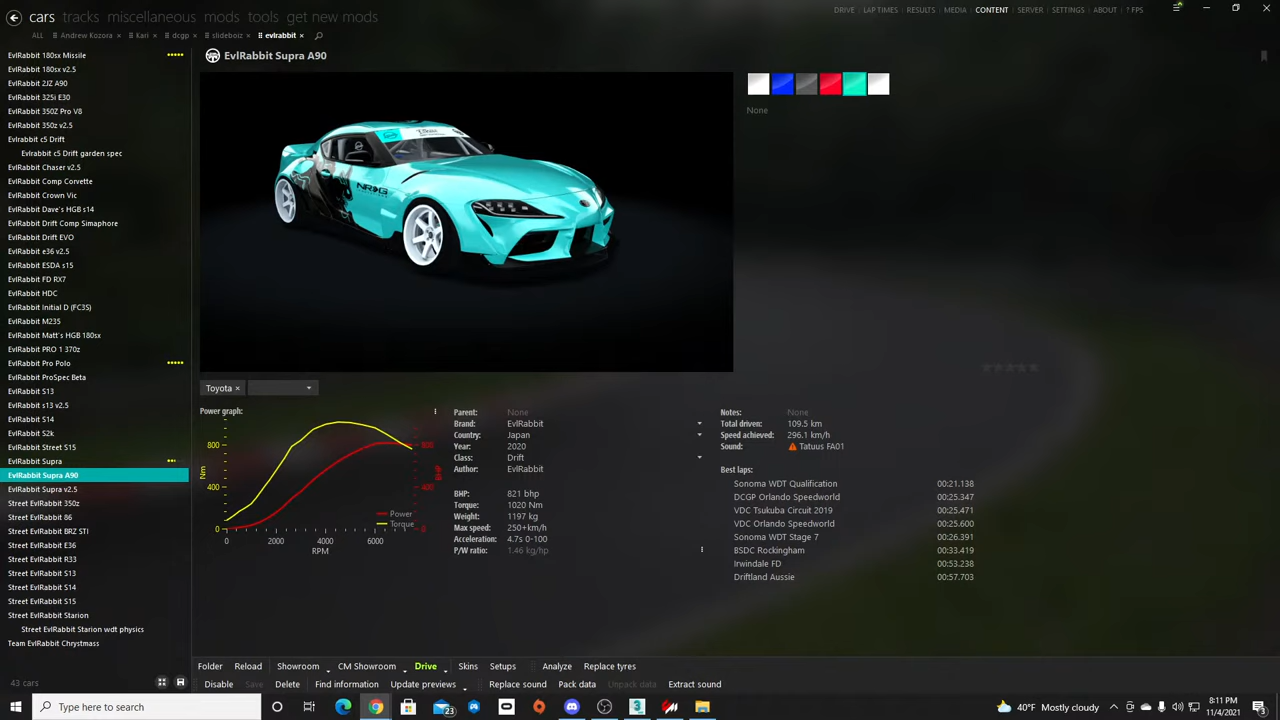 cars tracks miscellaneous mods tools get new mods
DRIVE LAP TIMES RESULTS MEDIA CONTENT SERVER SETTINGS ABOUT ? FPS
ALL Andrew Kozora × Kari × dcgp × slideboiz × evlrabbit ×
EvlRabbit 180sx Missile
EvlRabbit 180sx v2.5
EvlRabbit 2JZ A90
EvlRabbit 325i E30
EvlRabbit 350Z Pro V8
EvlRabbit 350z v2.5
Evlrabbit c5 Drift
Evlrabbit c5 Drift garden spec
EvlRabbit Chaser v2.5
EvlRabbit Comp Corvette
EvlRabbit Crown Vic
EvlRabbit Dave's HGB s14
EvlRabbit Drift Comp Simaphore
EvlRabbit Drift EVO
EvlRabbit e36 v2.5
EvlRabbit ESDA s15
EvlRabbit FD RX7
EvlRabbit HDC
EvlRabbit Initial D (FC3S)
EvlRabbit M235
EvlRabbit Matt's HGB 180sx
EvlRabbit PRO 1 370z
EvlRabbit Pro Polo
EvlRabbit ProSpec Beta
EvlRabbit S13
EvlRabbit s13 v2.5
EvlRabbit S14
EvlRabbit S2k
EvlRabbit Street S15
EvlRabbit Supra
EvlRabbit Supra A90
EvlRabbit Supra v2.5
Street EvlRabbit 350z
Street EvlRabbit 86
Street EvlRabbit BRZ STI
Street EvlRabbit E36
Street EvlRabbit R33
Street EvlRabbit S13
Street EvlRabbit S14
Street EvlRabbit S15
Street EvlRabbit Starion
Street EvlRabbit Starion wdt physics
Team EvlRabbit Chrystmass
43 cars
EvlRabbit Supra A90
None
NRG
Toyota ×
Power graph:
800
400
0
Nm
800
400
0
0 2000 4000 6000
RPM
Power
Torque
Parent: None
Brand: EvlRabbit
Country: Japan
Year: 2020
Class: Drift
Author: EvlRabbit
BHP: 821 bhp
Torque: 1020 Nm
Weight: 1197 kg
Max speed: 250+km/h
Acceleration: 4.7s 0-100
P/W ratio: 1.46 kg/hp
Notes: None
Total driven: 109.5 km
Speed achieved: 296.1 km/h
Sound: Tatuus FA01
Best laps:
Sonoma WDT Qualification 00:21.138
DCGP Orlando Speedworld 00:25.347
VDC Tsukuba Circuit 2019 00:25.471
VDC Orlando Speedworld 00:25.600
Sonoma WDT Stage 7 00:26.391
BSDC Rockingham 00:33.419
Irwindale FD 00:53.238
Driftland Aussie 00:57.703
Folder Reload Showroom CM Showroom Drive Skins Setups Analyze Replace tyres
Disable Save Delete Find information Update previews Replace sound Pack data Unpack data Extract sound
Type here to search
23
40°F Mostly cloudy
8:11 PM
11/4/2021